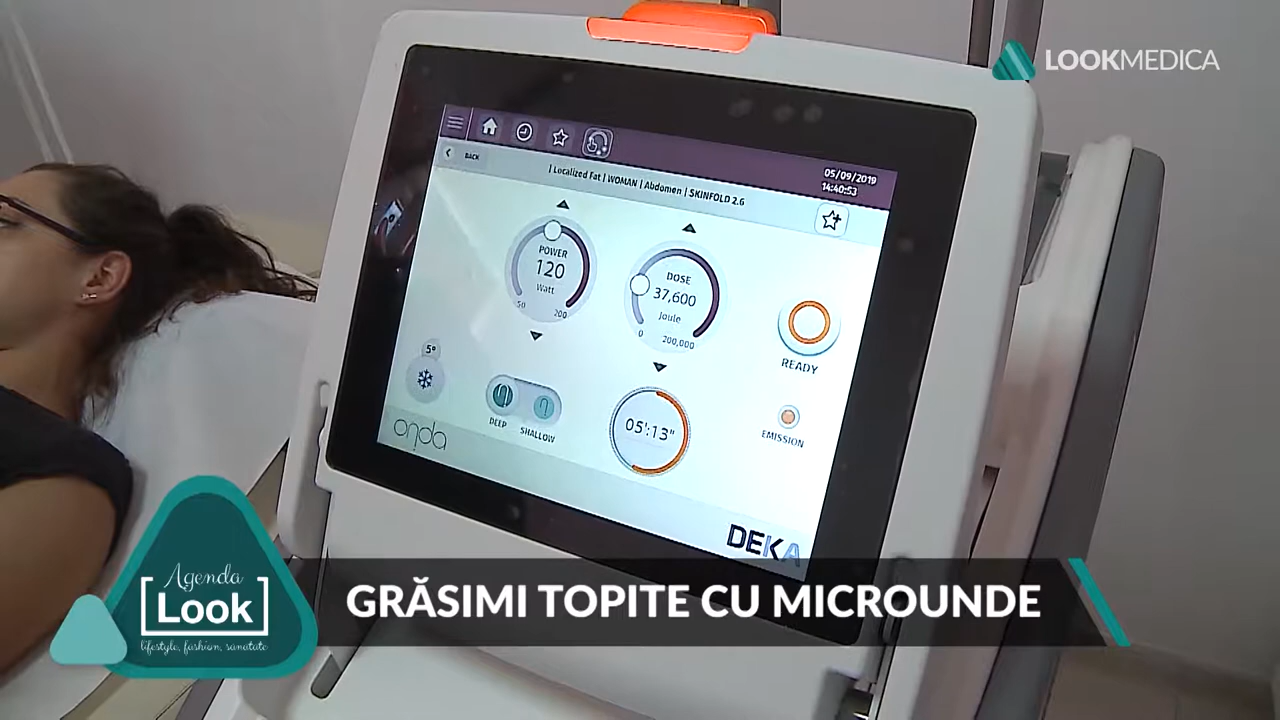 LOOKMEDICA
05/09/2019
14:40:53
BACK
| Localized Fat | WOMAN | Abdomen | SKINFOLD 2.6
POWER
120
Watt
50
200
DOSE
37,600
Joule
0
200,000
READY
5°
DEEP
SHALLOW
05':13"
EMISSION
onda
DEKA
Agenda
Look
lifestyle, fashion, sanatate
GRĂSIMI TOPITE CU MICROUNDE